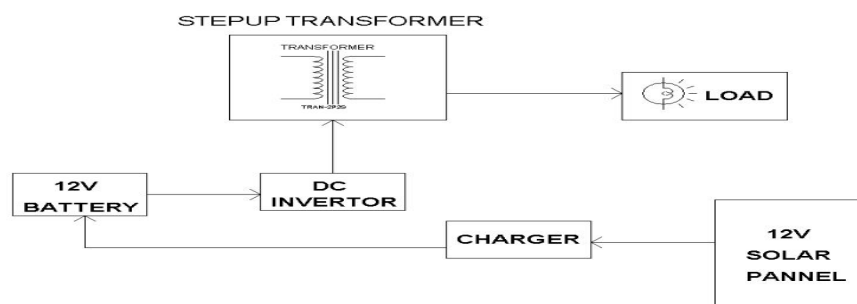 STEPUP TRANSFORMER
TRANSFORMER
TRAN-2P2S
LOAD
12V
BATTERY
DC
INVERTOR
CHARGER
12V
SOLAR
PANNEL